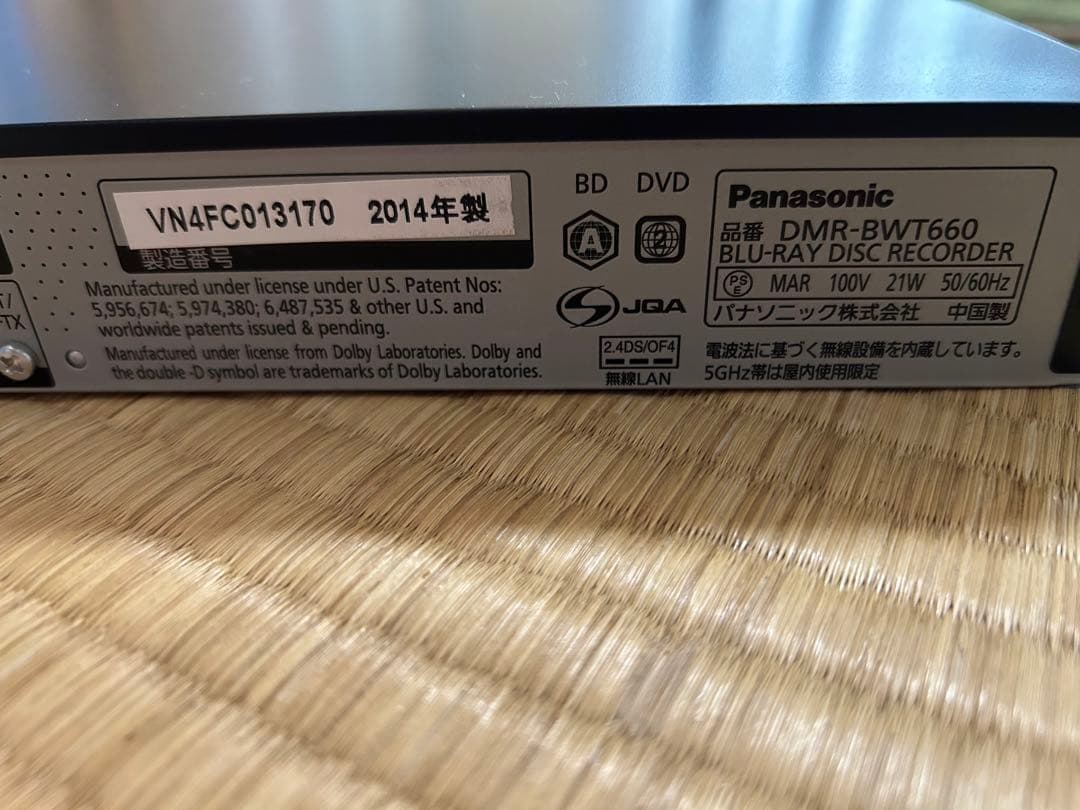 VN4FC013170 2014年製
製造番号
Manufactured under license under U.S. Patent Nos:
5,956,674; 5,974,380; 6,487,535 & other U.S. and
worldwide patents issued & pending.
Manufactured under license from Dolby Laboratories. Dolby and
the double -D symbol are trademarks of Dolby Laboratories.
BD DVD
A 2
JQA
2.4DS/OF4
無線LAN
Panasonic
品番 DMR-BWT660
BLU-RAY DISC RECORDER
PS E MAR 100V 21W 50/60Hz
パナソニック株式会社 中国製
電波法に基づく無線設備を内蔵しています。
5GHz帯は屋内使用限定